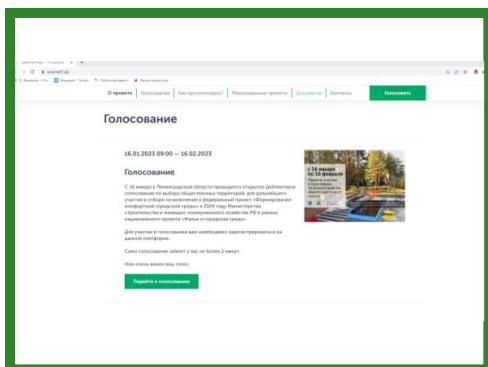 О проекте Голосование Как проголосовать? Реализованные проекты Документы Контакты Голосовать
Голосование
16.01.2023 09:00 — 16.02.2023
Голосование
С 16 января в Ленинградской области проводится открытое рейтинговое
голосование по выбору общественных территорий, для дальнейшего
участия в отборе на включение в федеральный проект «Формирование
комфортной городской среды» в 2024 году Министерства
строительства и жилищно-коммунального хозяйства РФ в рамках
национального проекта «Жилье и городская среда».
Для участия в голосовании вам необходимо зарегистрироваться на
данной платформе.
Само голосование займет у вас не более 2 минут.
Нам очень важен ваш голос.
Перейти к голосованию
с 16 января
по 16 февраля